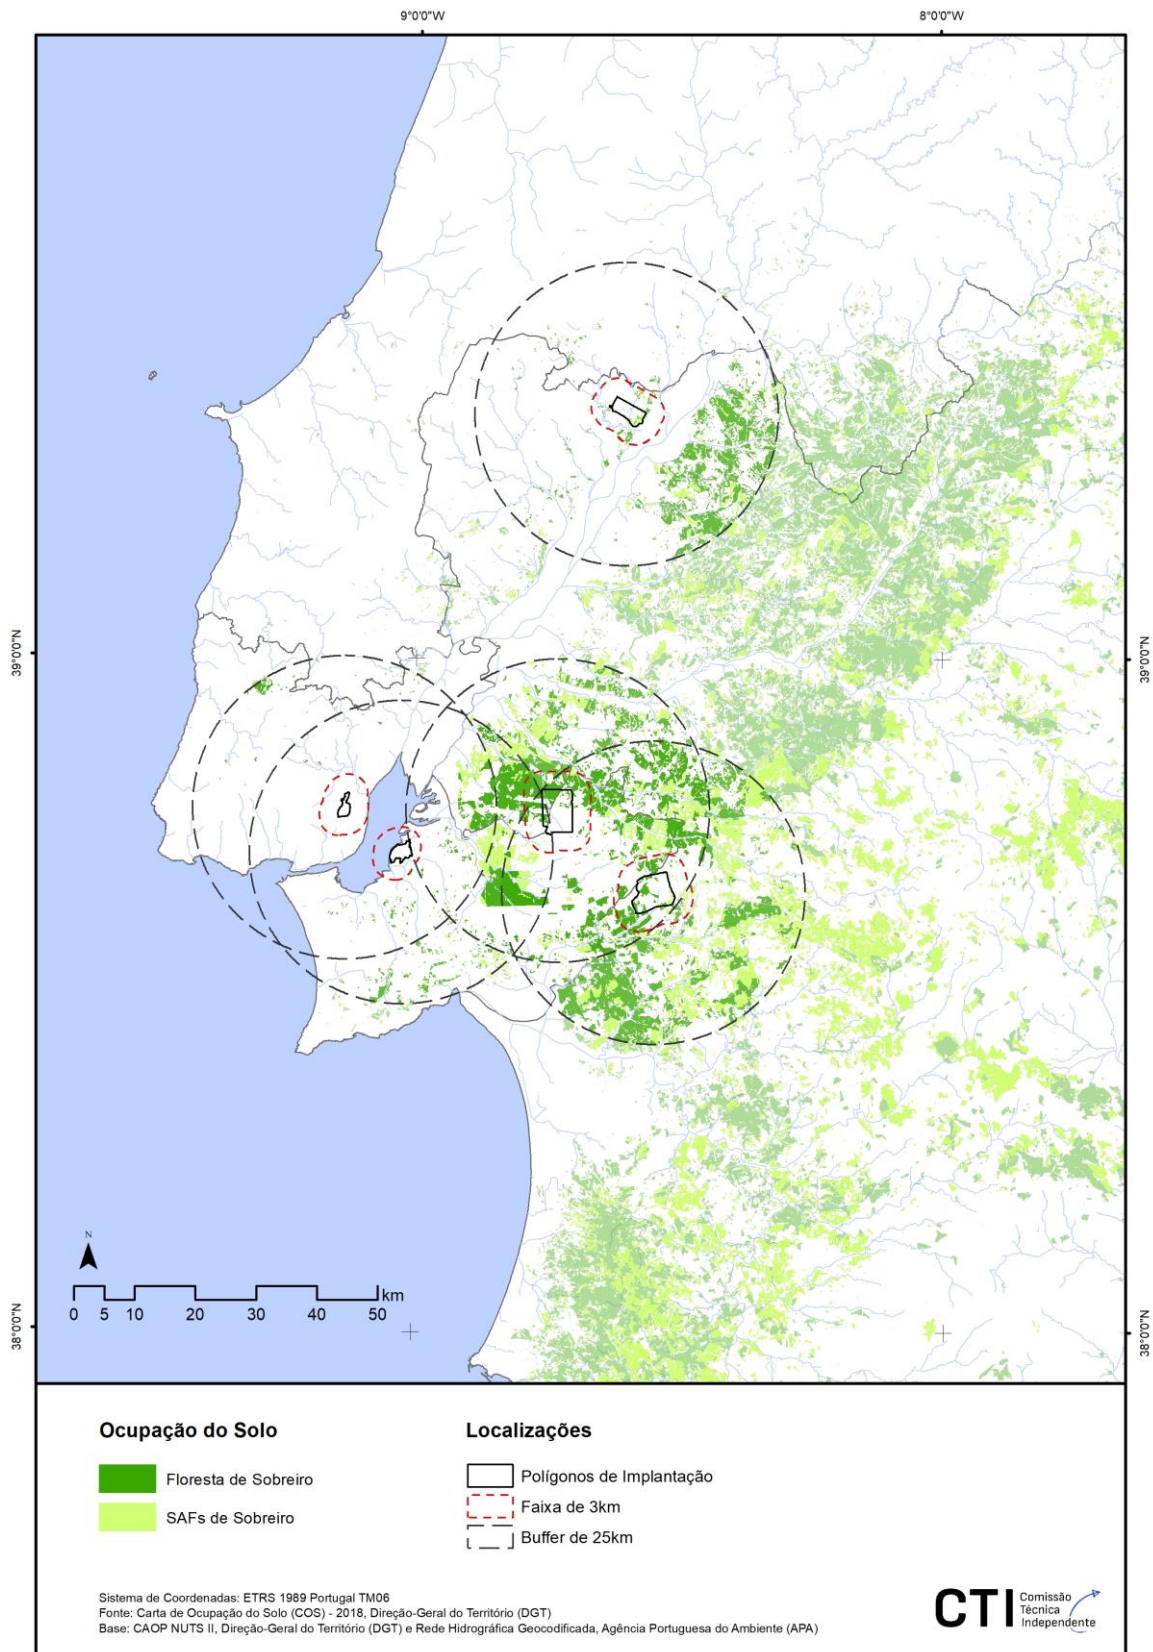 9°0'0"W
8°0'0"W
39°0'0"N
39°0'0"N
38°0'0"N
38°0'0"N
N
km
0 5 10 20 30 40 50
Ocupação do Solo
Floresta de Sobreiro
SAFs de Sobreiro
Localizações
Polígonos de Implantação
Faixa de 3km
Buffer de 25km
Sistema de Coordenadas: ETRS 1989 Portugal TM06
Fonte: Carta de Ocupação do Solo (COS) - 2018, Direção-Geral do Território (DGT)
Base: CAOP NUTS II, Direção-Geral do Território (DGT) e Rede Hidrográfica Geocodificada, Agência Portuguesa do Ambiente (APA)
CTI
Comissão
Técnica
Independente